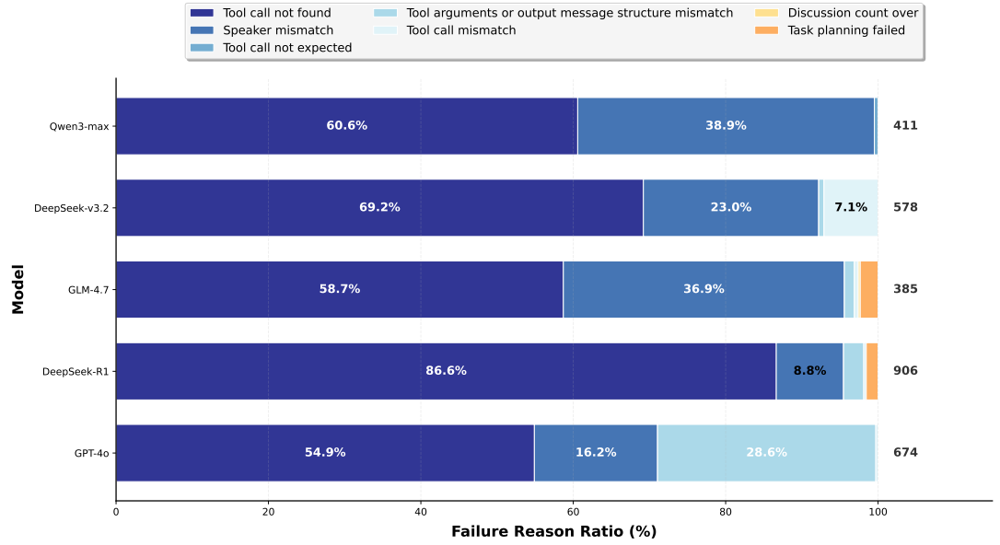 Tool call not found
Speaker mismatch
Tool call not expected
Tool arguments or output message structure mismatch
Tool call mismatch
Discussion count over
Task planning failed
Model
Qwen3-max
60.6%
38.9%
411
DeepSeek-v3.2
69.2%
23.0%
7.1%
578
GLM-4.7
58.7%
36.9%
385
DeepSeek-R1
86.6%
8.8%
906
GPT-4o
54.9%
16.2%
28.6%
674
0
20
40
60
80
100
Failure Reason Ratio (%)